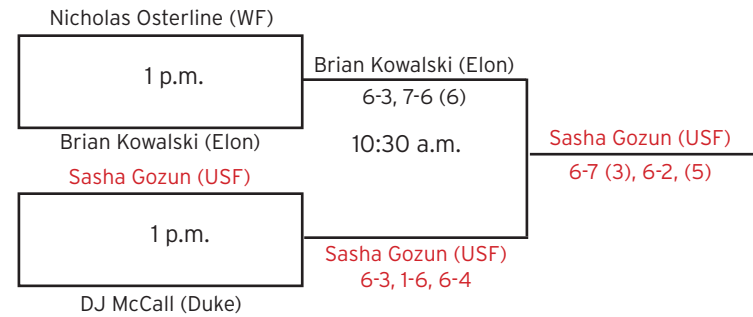 Nicholas Osterline (WF)
1 p.m.
Brian Kowalski (Elon)
Sasha Gozun (USF)
1 p.m.
DJ McCall (Duke)
Brian Kowalski (Elon)
6-3, 7-6 (6)
10:30 a.m.
Sasha Gozun (USF)
6-3, 1-6, 6-4
Sasha Gozun (USF)
6-7 (3), 6-2, (5)